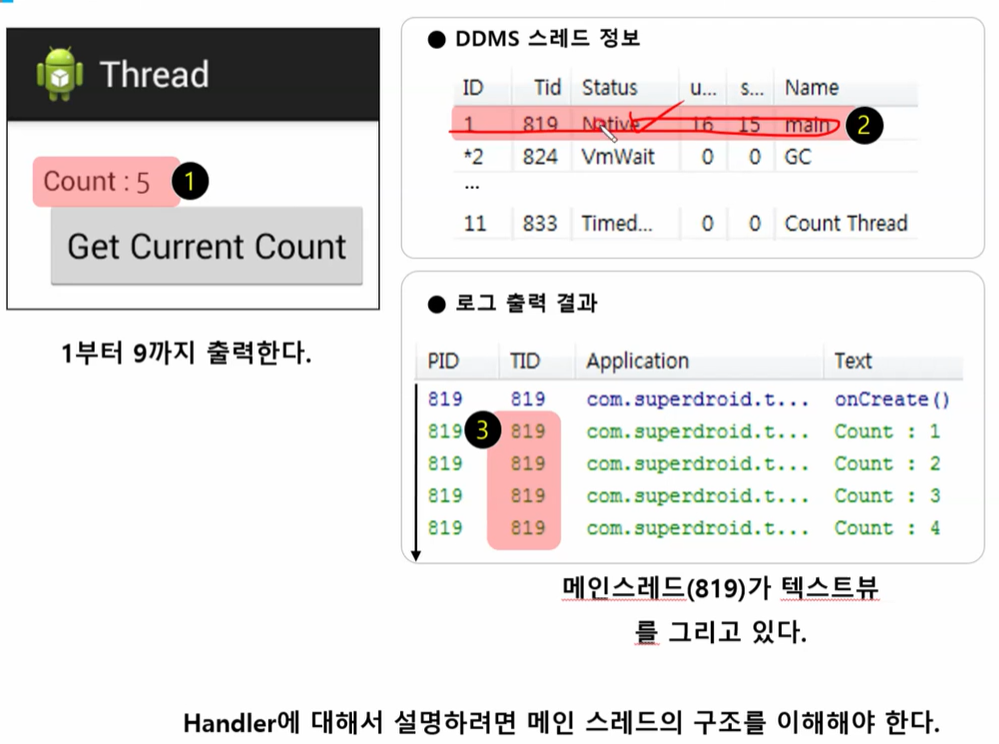 Thread
Count : 5
1
Get Current Count
1부터 9까지 출력한다.
● DDMS 스레드 정보
ID Tid Status u... s... Name
1 819 Native 16 15 main 2
*2 824 VmWait 0 0 GC
...
11 833 Timed... 0 0 Count Thread
● 로그 출력 결과
PID TID Application Text
819 819 com.superdroid.t... onCreate()
819 3 819 com.superdroid.t... Count : 1
819 819 com.superdroid.t... Count : 2
819 819 com.superdroid.t... Count : 3
819 819 com.superdroid.t... Count : 4
메인스레드(819)가 텍스트뷰
를 그리고 있다.
Handler에 대해서 설명하려면 메인 스레드의 구조를 이해해야 한다.